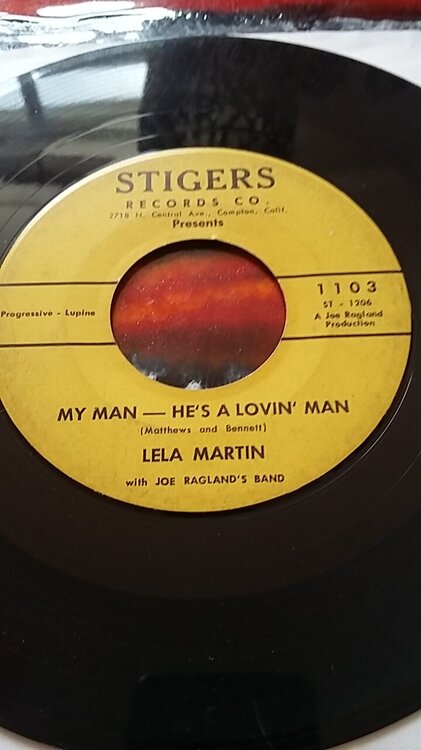 STIGERS
RECORDS CO.
2718 N. Central Ave., Compton, Calif.
Presents
1103
ST - 1206
Progressive - Lupine
A Joe Ragland
Production
MY MAN — HE'S A LOVIN' MAN
(Matthews and Bennett)
LELA MARTIN
with JOE RAGLAND'S BAND